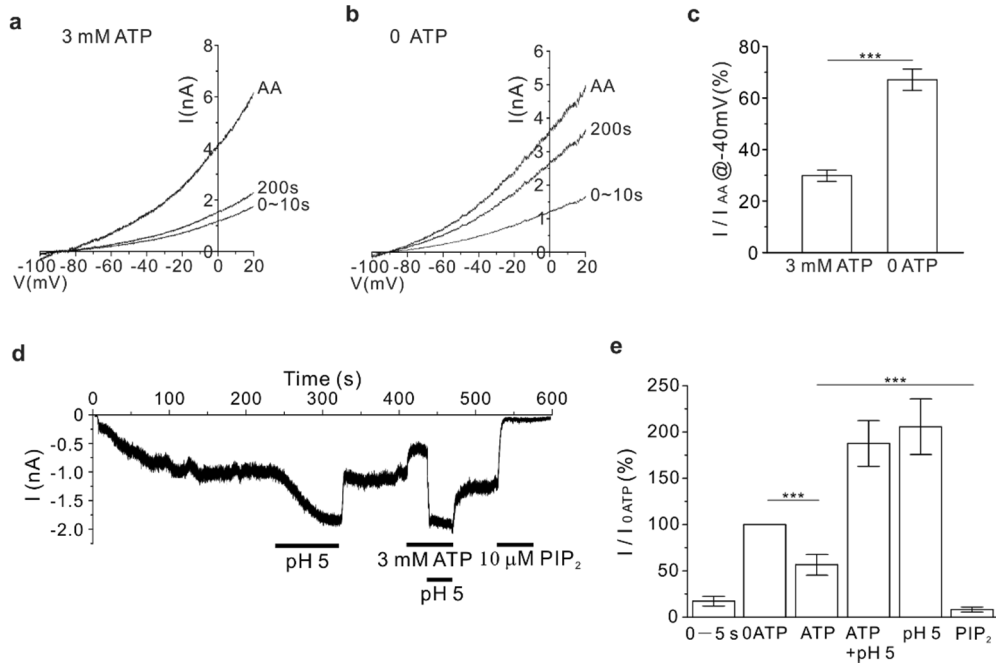 a
3 mM ATP
I(nA)
8
6
4
2
0
AA
200s
0~10s
-100 -80 -60 -40 -20 0 20
V(mV)
b
0 ATP
I(nA)
6
5
4
3
2
1
0
AA
200s
0~10s
-100 -80 -60 -40 -20 0 20
V(mV)
c
I / I AA @-40mV(%)
80
60
40
20
0
***
3 mM ATP 0 ATP
d
Time (s)
0 100 200 300 400 500 600
I (nA)
0
-0.5
-1.0
-1.5
-2.0
pH 5
3 mM ATP
10 µM PIP₂
pH 5
e
I / I 0ATP (%)
250
200
150
100
50
0
***
***
0－5 s 0ATP ATP ATP pH 5 PIP₂
+pH 5